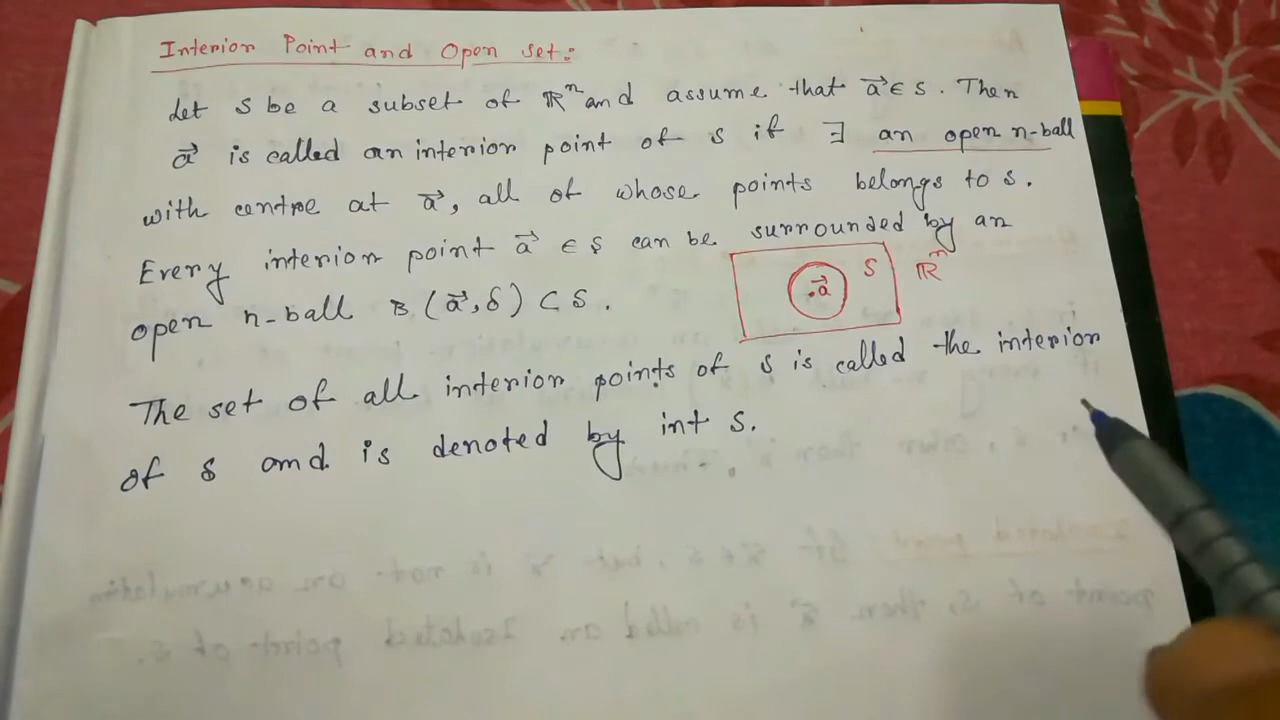 Interior Point and Open set:
Let S be a subset of ℝⁿ and assume that a⃗ ∈ S. Then
a⃗ is called an interior point of S if ∃ an open n-ball
with centre at a⃗, all of whose points belongs to S.
Every interior point a⃗ ∈ S can be surrounded by an
open n-ball B(a⃗, δ) ⊂ S.
.a⃗ S ℝⁿ
The set of all interior points of S is called the interior
of S and is denoted by int S.